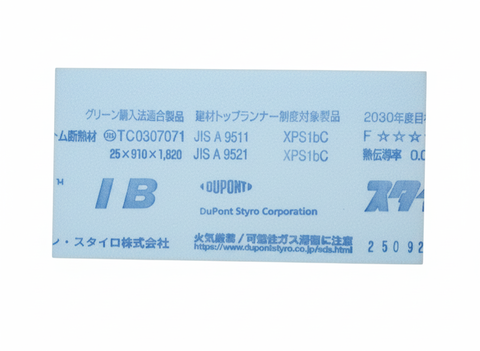 グリーン購入法適合製品 建材トップランナー制度対象製品 2030年度目
ーム断熱材 JIS TC0307071 JIS A 9511 XPS1bC F☆☆☆
25×910×1,820 JIS A 9521 XPS1bC 熱伝導率 0.0
TM IB DUPONT スタイ
DuPont Styro Corporation
ン・スタイロ株式会社 火気厳禁/可燃性ガス滞留に注意 25092
https://www.dupontstyro.co.jp/sds.html